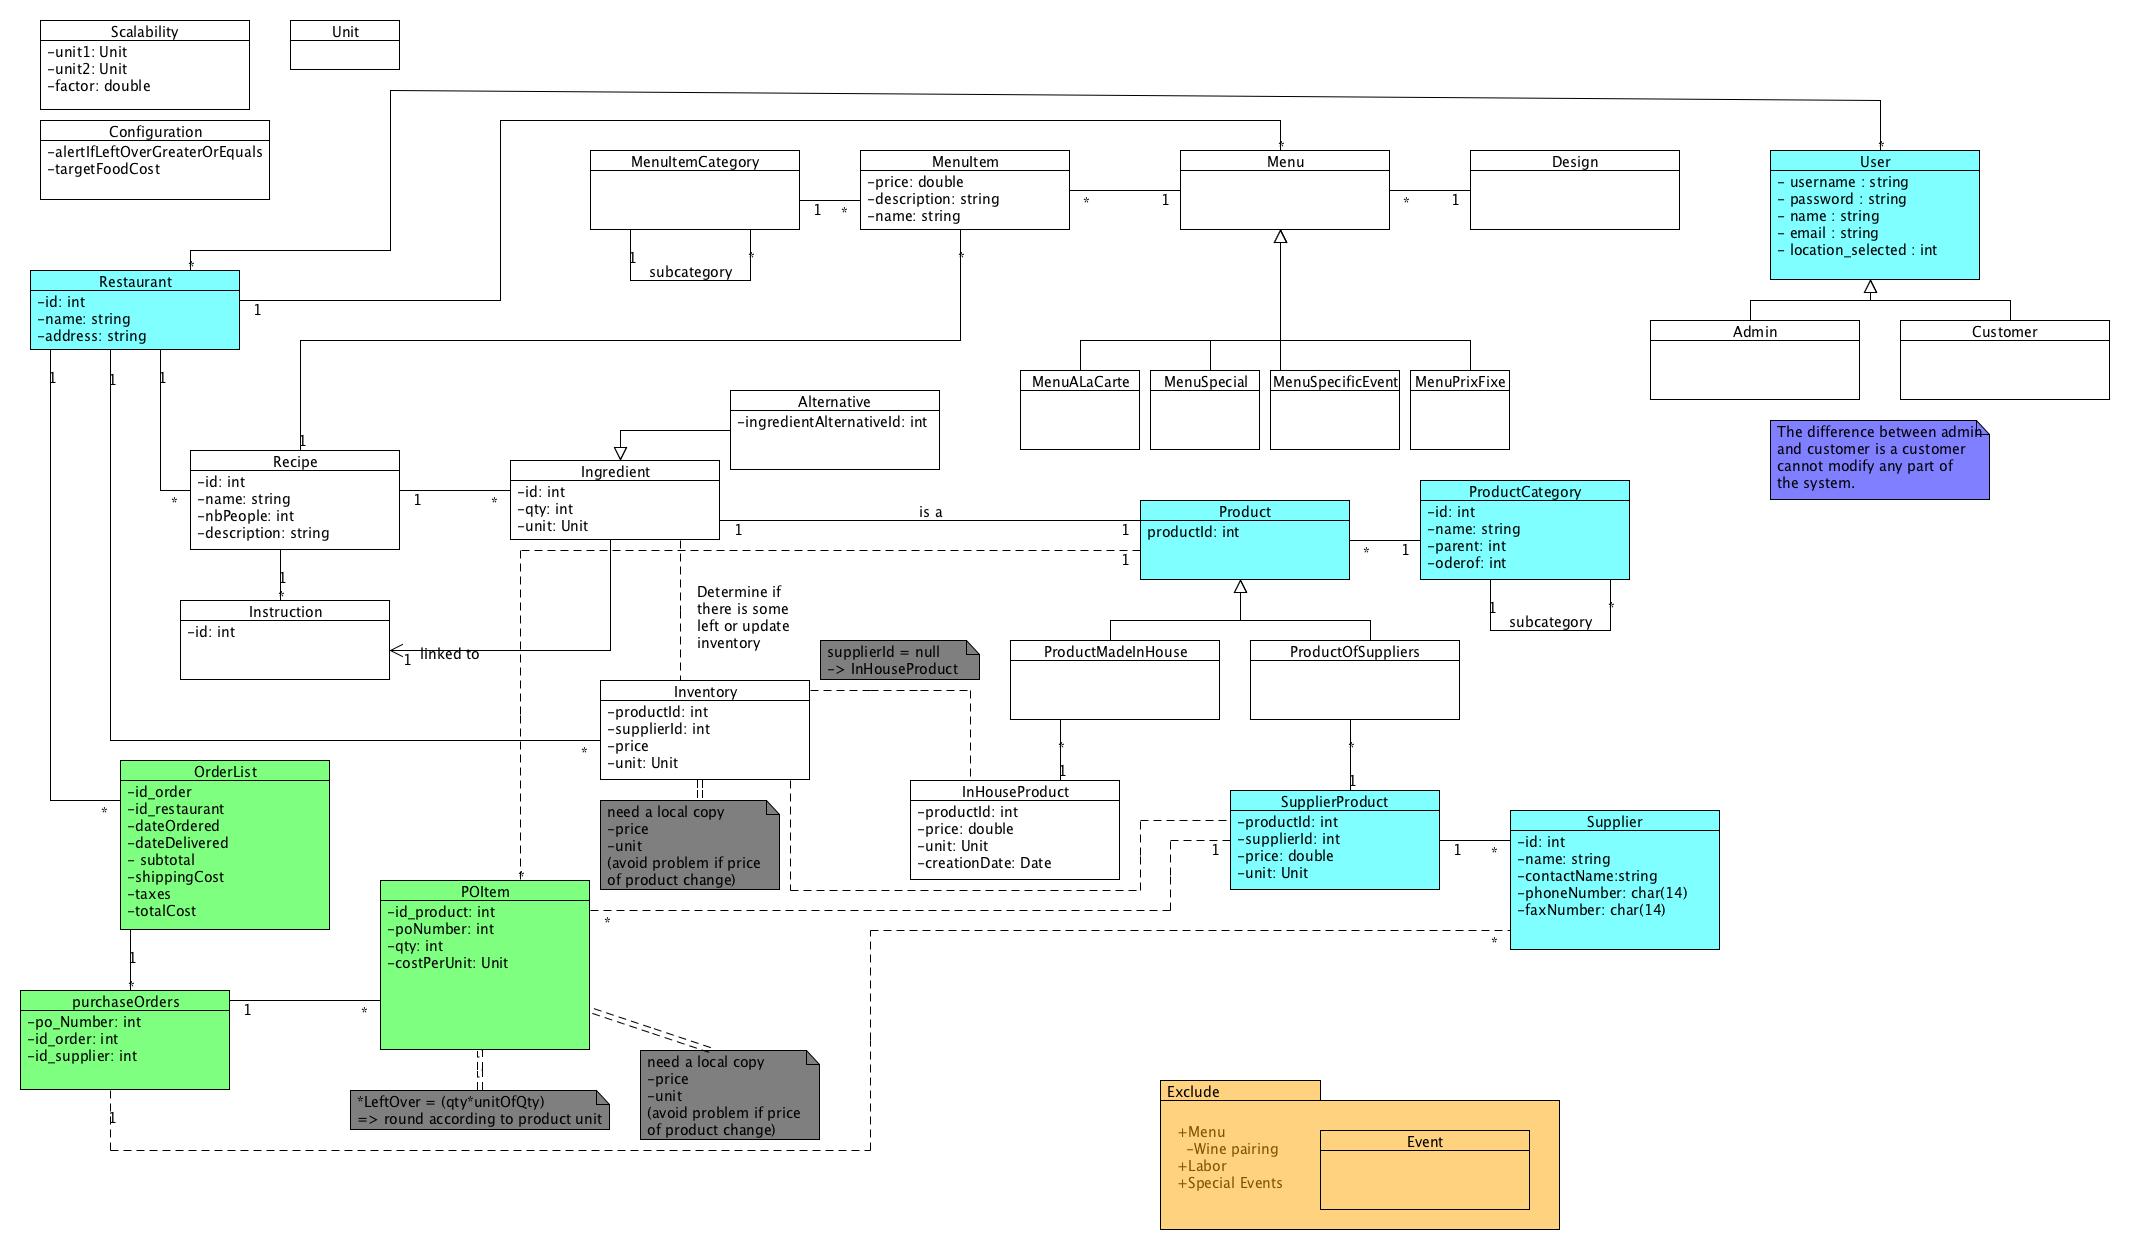 Scalability
-unit1: Unit
-unit2: Unit
-factor: double
Unit
Configuration
-alertIfLeftOverGreaterOrEquals
-targetFoodCost
MenuItemCategory
1
*
subcategory
1
*
MenuItem
-price: double
-description: string
-name: string
*
*
1
*
Menu
*
1
Design
*
User
- username : string
- password : string
- name : string
- email : string
- location_selected : int
*
Restaurant
-id: int
-name: string
-address: string
1
1
1
1
Admin
Customer
The difference between admin
and customer is a customer
cannot modify any part of
the system.
MenuALaCarte
MenuSpecial
MenuSpecificEvent
MenuPrixFixe
Alternative
-ingredientAlternativeId: int
1
*
Recipe
-id: int
-name: string
-nbPeople: int
-description: string
1
*
Ingredient
-id: int
-qty: int
-unit: Unit
1
is a
1
1
Product
productId: int
*
1
ProductCategory
-id: int
-name: string
-parent: int
-oderof: int
1
*
subcategory
1
*
Instruction
-id: int
1
linked to
Determine if
there is some
left or update
inventory
supplierId = null
-> InHouseProduct
ProductMadeInHouse
*
1
ProductOfSuppliers
*
1
Inventory
-productId: int
-supplierId: int
-price
-unit: Unit
*
need a local copy
-price
-unit
(avoid problem if price
of product change)
InHouseProduct
-productId: int
-price: double
-unit: Unit
-creationDate: Date
SupplierProduct
-productId: int
-supplierId: int
-price: double
-unit: Unit
1
1
*
Supplier
-id: int
-name: string
-contactName:string
-phoneNumber: char(14)
-faxNumber: char(14)
*
*
OrderList
-id_order
-id_restaurant
-dateOrdered
-dateDelivered
- subtotal
-shippingCost
-taxes
-totalCost
1
*
*
POItem
-id_product: int
-poNumber: int
-qty: int
-costPerUnit: Unit
*
purchaseOrders
-po_Number: int
-id_order: int
-id_supplier: int
1
*
1
*LeftOver = (qty*unitOfQty)
=> round according to product unit
need a local copy
-price
-unit
(avoid problem if price
of product change)
Exclude
+Menu
-Wine pairing
+Labor
+Special Events
Event